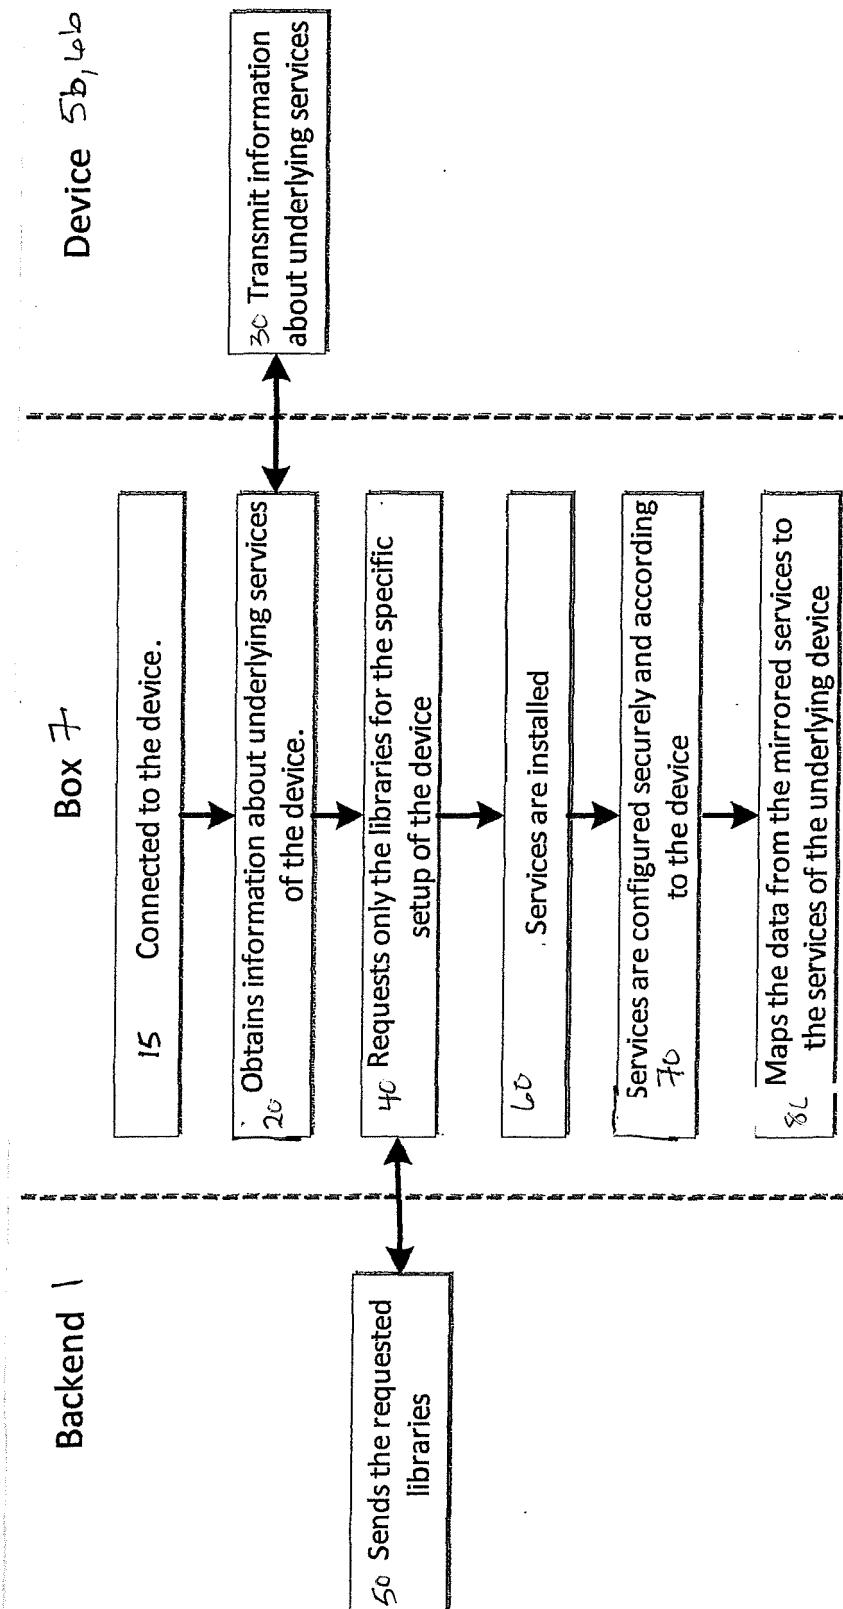 Backend 1
Box 7
Device 5b, 6b
15 Connected to the device.
20 Obtains information about underlying services
of the device.
30 Transmit information
about underlying services
40 Requests only the libraries for the specific
setup of the device
50 Sends the requested
libraries
60 Services are installed
Services are configured securely and according
70 to the device
Maps the data from the mirrored services to
the services of the underlying device